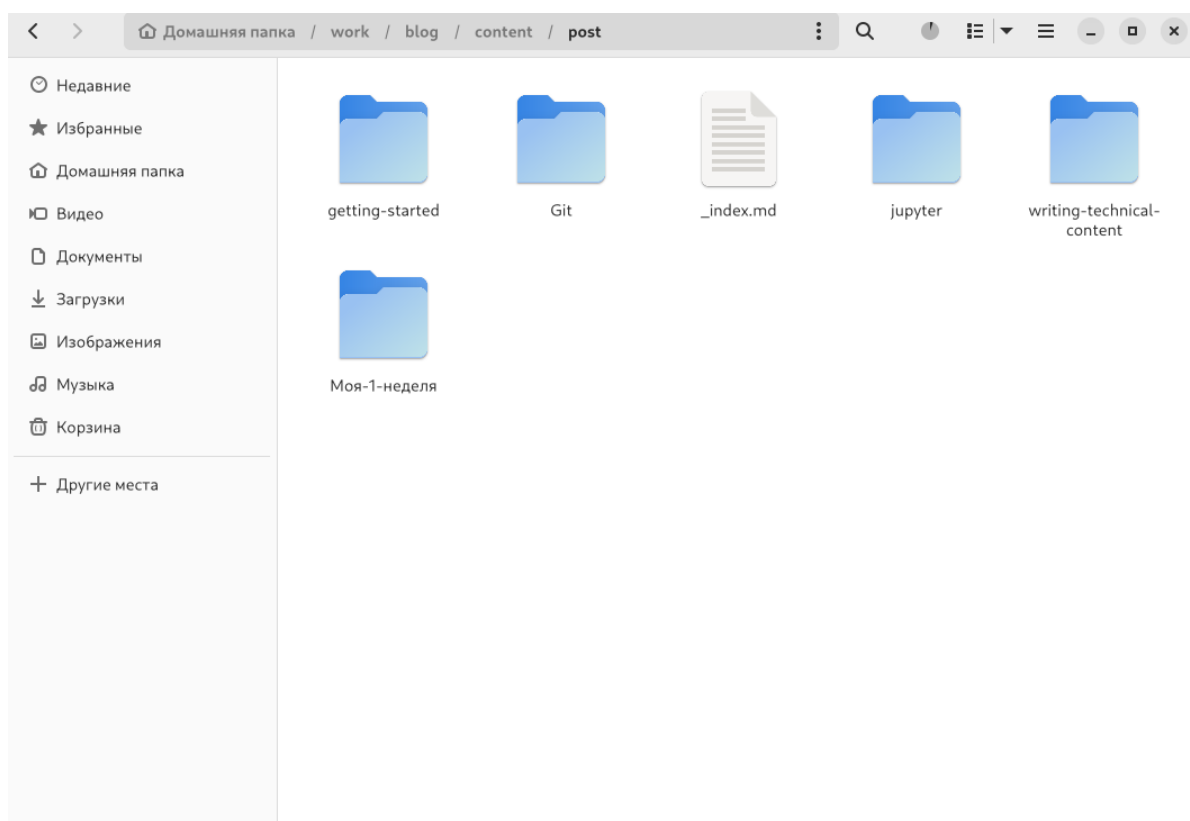 Домашняя папка / work / blog / content / post
Недавние
Избранные
Домашняя папка
Видео
Документы
Загрузки
Изображения
Музыка
Корзина
Другие места
getting-started
Git
_index.md
jupyter
writing-technical-
content
Моя-1-неделя